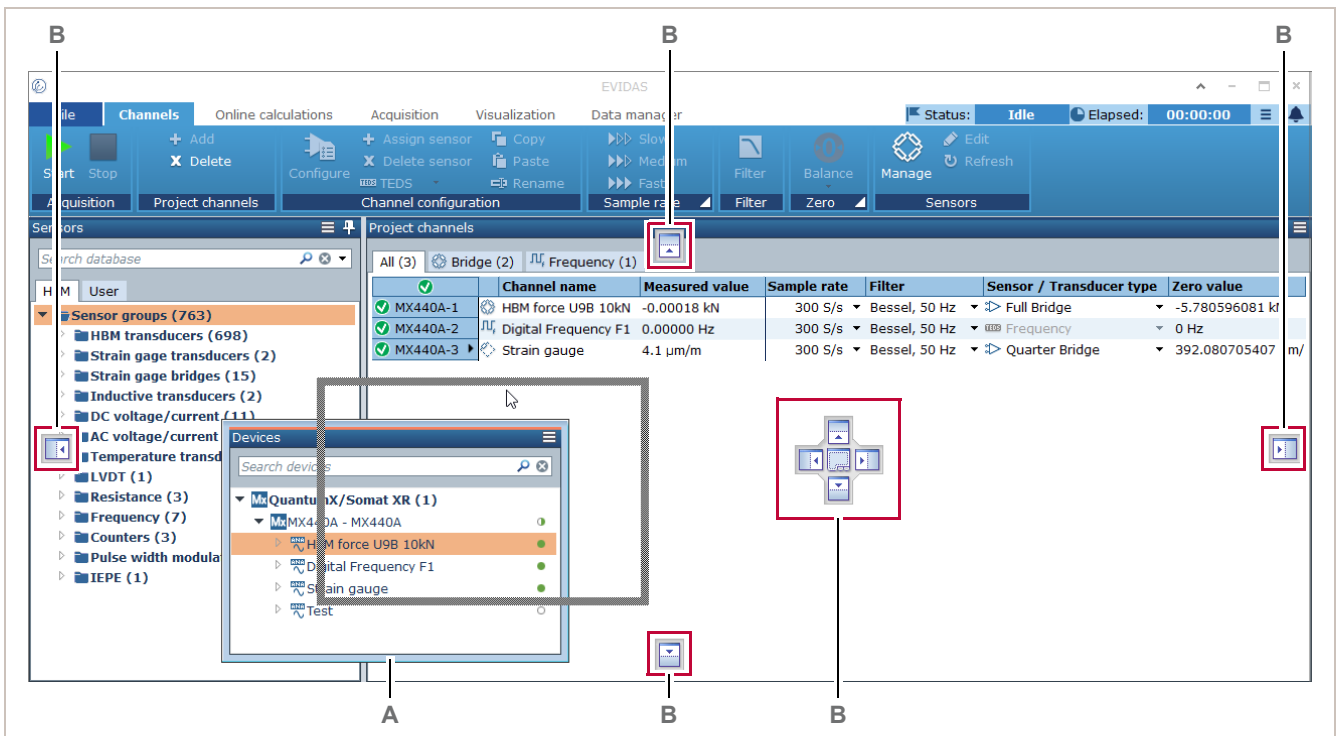 B B B
EVIDAS
File Channels Online calculations Acquisition Visualization Data manager Status: Idle Elapsed: 00:00:00
Add Assign sensor Copy Slow Edit
Delete Delete sensor Paste Medium Refresh
Start Stop Configure TEDS Rename Fast Filter Balance Manage
Acquisition Project channels Channel configuration Sample rate Filter Zero Sensors
Sensors Project channels
Search database All (3) Bridge (2) Frequency (1)
HBM User
Channel name Measured value Sample rate Filter Sensor / Transducer type Zero value
MX440A-1 HBM force U9B 10kN -0.00018 kN 300 S/s Bessel, 50 Hz Full Bridge -5.780596081
MX440A-2 Digital Frequency F1 0.00000 Hz 300 S/s Bessel, 50 Hz Frequency 0 Hz
MX440A-3 Strain gauge 4.1 µm/m 300 S/s Bessel, 50 Hz Quarter Bridge 392.080705407
Sensor groups (763)
HBM transducers (698)
Strain gage transducers (2)
Strain gage bridges (15)
Inductive transducers (2)
DC voltage/current (11)
AC voltage/current
Temperature transd
LVDT (1)
Resistance (3)
Frequency (7)
Counters (3)
Pulse width modula
IEPE (1)
Devices
Search devices
Mx QuantumX/Somat XR (1)
Mx MX440A - MX440A
HBM force U9B 10kN
Digital Frequency F1
Strain gauge
Test
A B B